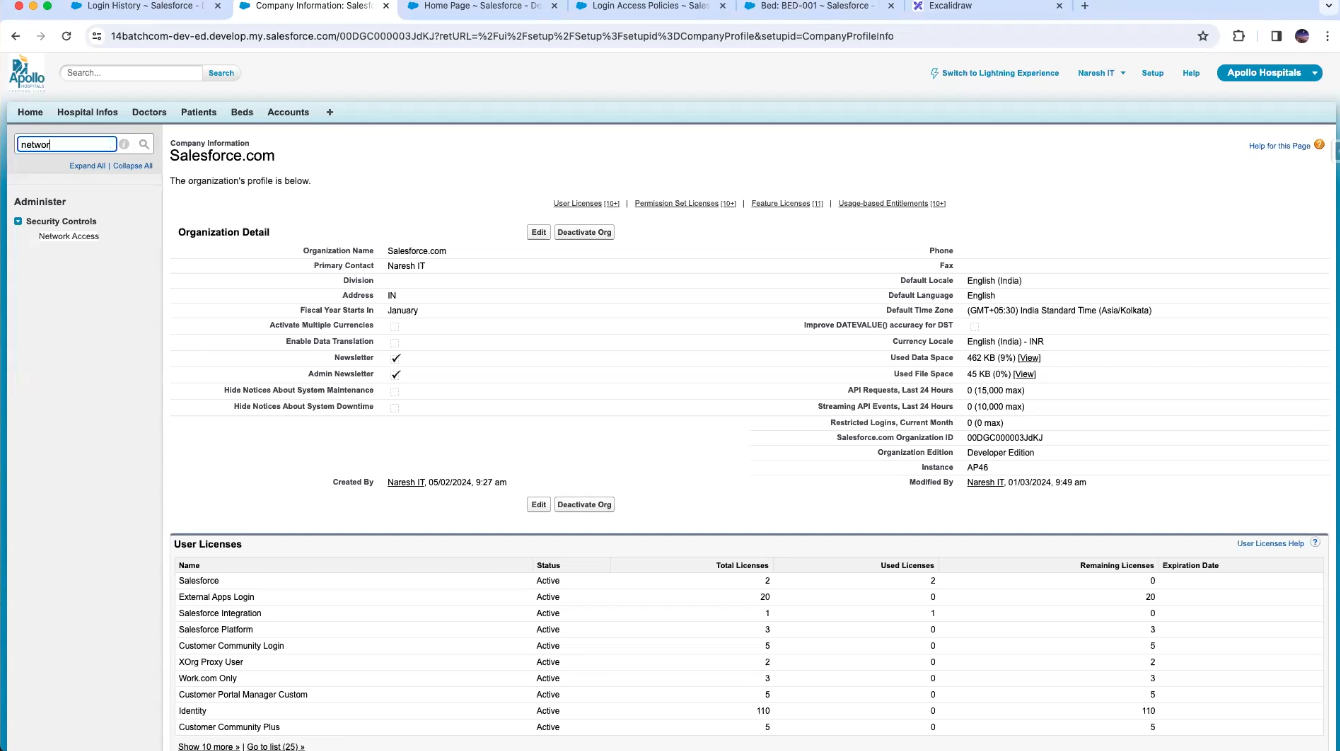 Login History ~ Salesforce - D
Company Information: Salesf
Home Page ~ Salesforce - De
Login Access Policies ~ Sales
Bed: BED-001 ~ Salesforce -
Excalidraw
14batchcom-dev-ed.develop.my.salesforce.com/00DGC000003JdKJ?retURL=%2Fui%2Fsetup%2FSetup%3Fsetupid%3DCompanyProfile&setupid=CompanyProfileInfo
Apollo
HOSPITALS
Search...
Search
Switch to Lightning Experience
Naresh IT
Setup
Help
Apollo Hospitals
Home
Hospital Infos
Doctors
Patients
Beds
Accounts
+
networ
Expand All | Collapse All
Administer
Security Controls
Network Access
Company Information
Salesforce.com
Help for this Page
The organization's profile is below.
User Licenses [10+] | Permission Set Licenses [10+] | Feature Licenses [11] | Usage-based Entitlements [10+]
Organization Detail
Edit
Deactivate Org
Organization Name Salesforce.com Phone
Primary Contact Naresh IT Fax
Division Default Locale English (India)
Address IN Default Language English
Fiscal Year Starts In January Default Time Zone (GMT+05:30) India Standard Time (Asia/Kolkata)
Activate Multiple Currencies Improve DATEVALUE() accuracy for DST
Enable Data Translation Currency Locale English (India) - INR
Newsletter Used Data Space 462 KB (9%) [View]
Admin Newsletter Used File Space 45 KB (0%) [View]
Hide Notices About System Maintenance API Requests, Last 24 Hours 0 (15,000 max)
Hide Notices About System Downtime Streaming API Events, Last 24 Hours 0 (10,000 max)
Restricted Logins, Current Month 0 (0 max)
Salesforce.com Organization ID 00DGC000003JdKJ
Organization Edition Developer Edition
Instance AP46
Created By Naresh IT, 05/02/2024, 9:27 am Modified By Naresh IT, 01/03/2024, 9:49 am
Edit
Deactivate Org
User Licenses
User Licenses Help
Name Status Total Licenses Used Licenses Remaining Licenses Expiration Date
Salesforce Active 2 2 0
External Apps Login Active 20 0 20
Salesforce Integration Active 1 1 0
Salesforce Platform Active 3 0 3
Customer Community Login Active 5 0 5
XOrg Proxy User Active 2 0 2
Work.com Only Active 3 0 3
Customer Portal Manager Custom Active 5 0 5
Identity Active 110 0 110
Customer Community Plus Active 5 0 5
Show 10 more » | Go to list (25) »